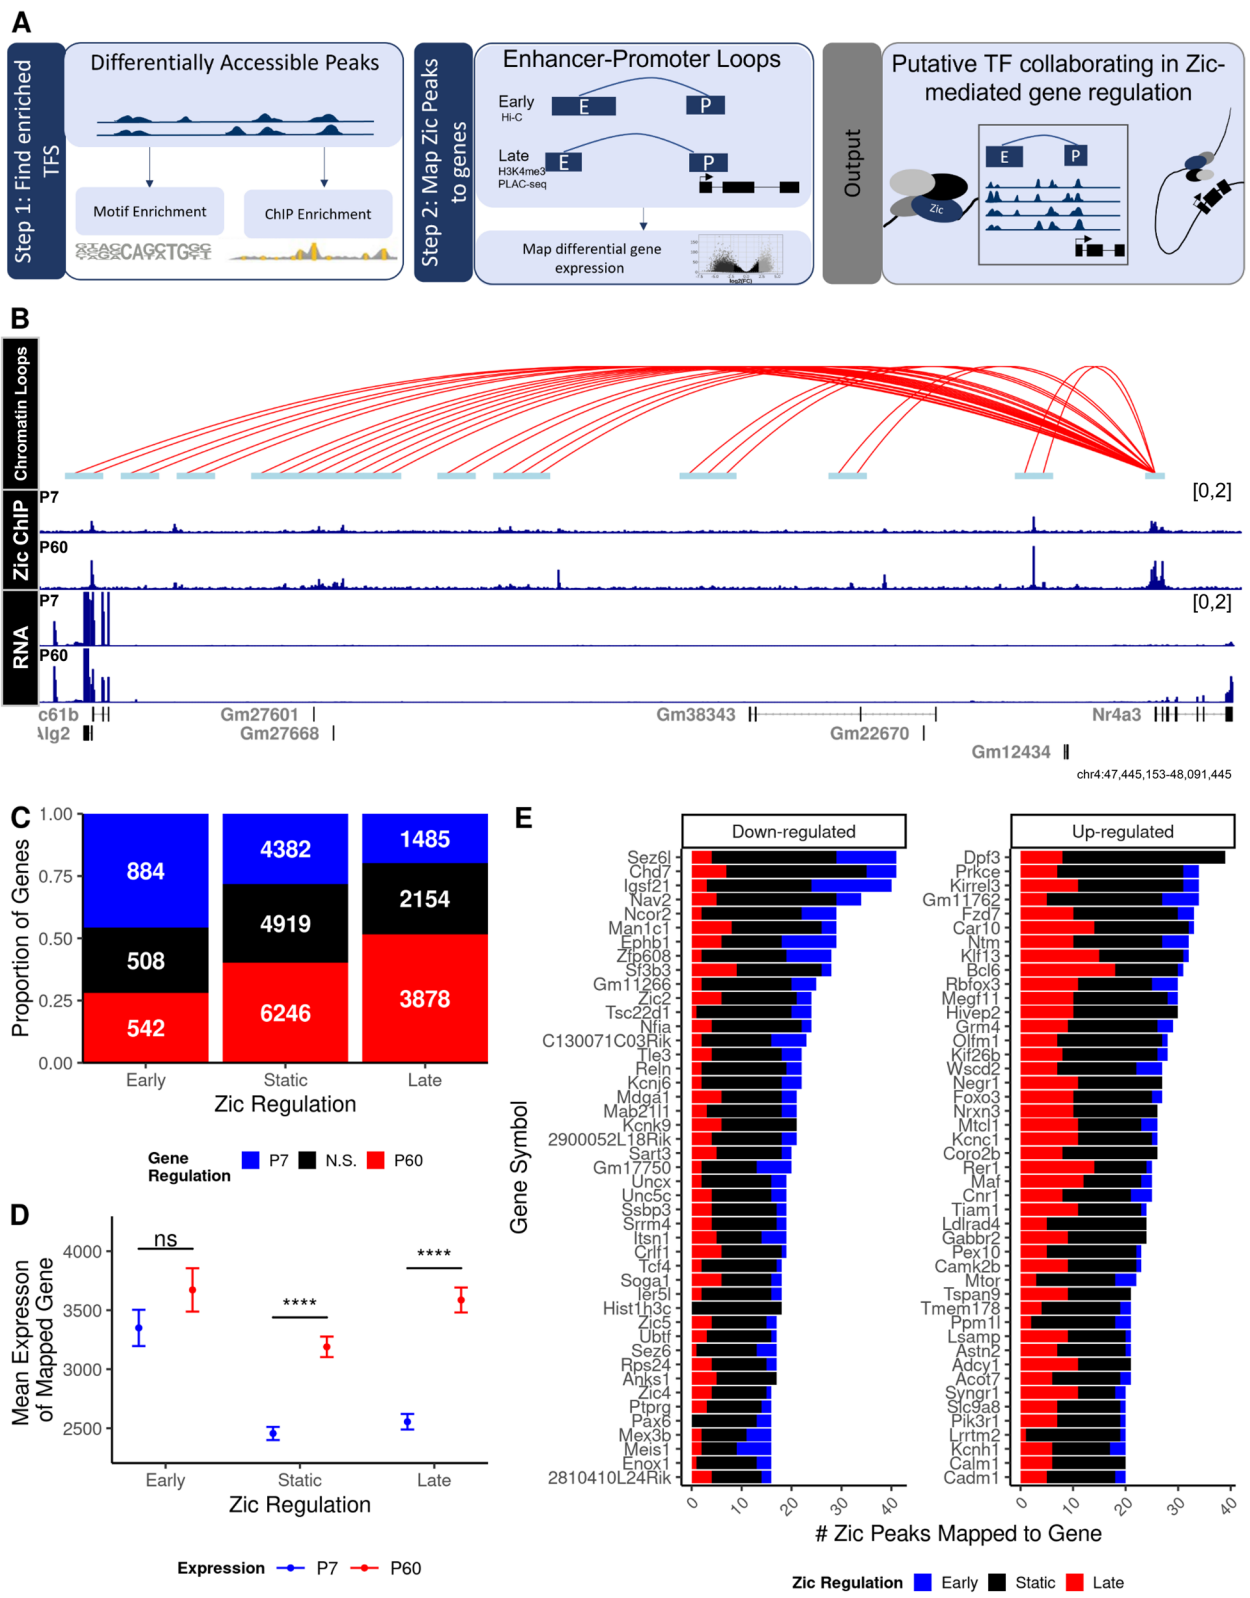 A
Step 1: Find enriched
TFS
Differentially Accessible Peaks
Motif Enrichment
ChIP Enrichment
Step 2: Map Zic Peaks
to genes
Enhancer-Promoter Loops
Early
Hi-C
E
P
Late
H3K4me3
PLAC-seq
E
P
Map differential gene
expression
log2(FC)
Output
Putative TF collaborating in Zic-
mediated gene regulation
E
P
Zic
B
Chromatin Loops
Zic ChIP
P7
[0,2]
P60
RNA
P7
[0,2]
P60
c61b
Alg2
Gm27601
Gm27668
Gm38343
Gm22670
Nr4a3
Gm12434
chr4:47,445,153-48,091,445
C
Proportion of Genes
1.00
0.75
0.50
0.25
0.00
884
508
542
4382
4919
6246
1485
2154
3878
Early
Static
Late
Zic Regulation
Gene
Regulation
P7
N.S.
P60
D
Mean Expresson
of Mapped Gene
4000
3500
3000
2500
ns
****
****
Early
Static
Late
Zic Regulation
Expression
P7
P60
E
Gene Symbol
Down-regulated
Sez6l
Chd7
Igsf21
Nav2
Ncor2
Man1c1
Ephb1
Zfp608
Sf3b3
Gm11266
Zic2
Tsc22d1
Nfia
C130071C03Rik
Tle3
Reln
Kcnj6
Mdga1
Mab21l1
Kcnk9
2900052L18Rik
Sart3
Gm17750
Uncx
Unc5c
Ssbp3
Srrm4
Itsn1
Crlf1
Tcf4
Soga1
Ier5l
Hist1h3c
Zic5
Ubtf
Sez6
Rps24
Anks1
Zic4
Ptprg
Pax6
Mex3b
Meis1
Enox1
2810410L24Rik
0
10
20
30
40
Up-regulated
Dpf3
Prkce
Kirrel3
Gm11762
Fzd7
Car10
Ntm
Klf13
Bcl6
Rbfox3
Megf11
Hivep2
Grm4
Olfm1
Kif26b
Wscd2
Negr1
Foxo3
Nrxn3
Mtcl1
Kcnc1
Coro2b
Rer1
Maf
Cnr1
Tiam1
Ldlrad4
Gabbr2
Pex10
Camk2b
Mtor
Tspan9
Tmem178
Ppm1l
Lsamp
Astn2
Adcy1
Acot7
Syngr1
Slc9a8
Pik3r1
Lrrtm2
Kcnh1
Calm1
Cadm1
0
10
20
30
40
# Zic Peaks Mapped to Gene
Zic Regulation
Early
Static
Late